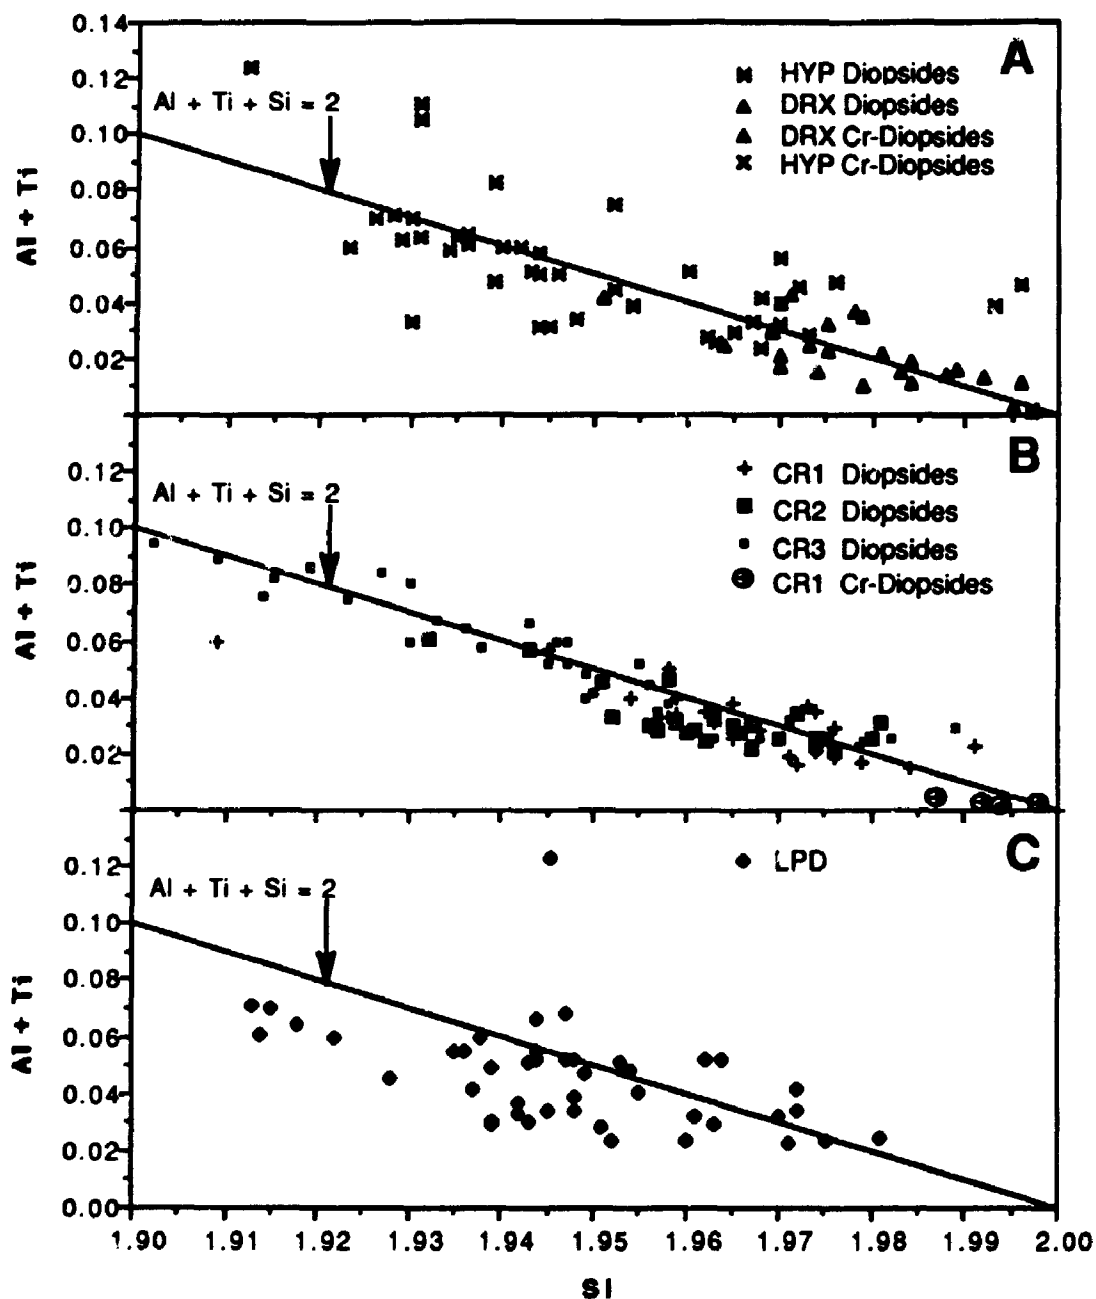 0.14
A
HYP Diopsides
0.12
Al + Ti + Si = 2
DRX Diopsides
0.10
DRX Cr-Diopsides
HYP Cr-Diopsides
0.08
Al + Ti
0.06
0.04
0.02
B
0.12
CR1 Diopsides
Al + Ti + Si = 2
CR2 Diopsides
0.10
CR3 Diopsides
0.08
CR1 Cr-Diopsides
Al + Ti
0.06
0.04
0.02
C
0.12
LPD
Al + Ti + Si = 2
0.10
0.08
Al + Ti
0.06
0.04
0.02
0.00
1.90 1.91 1.92 1.93 1.94 1.95 1.96 1.97 1.98 1.99 2.00
SI